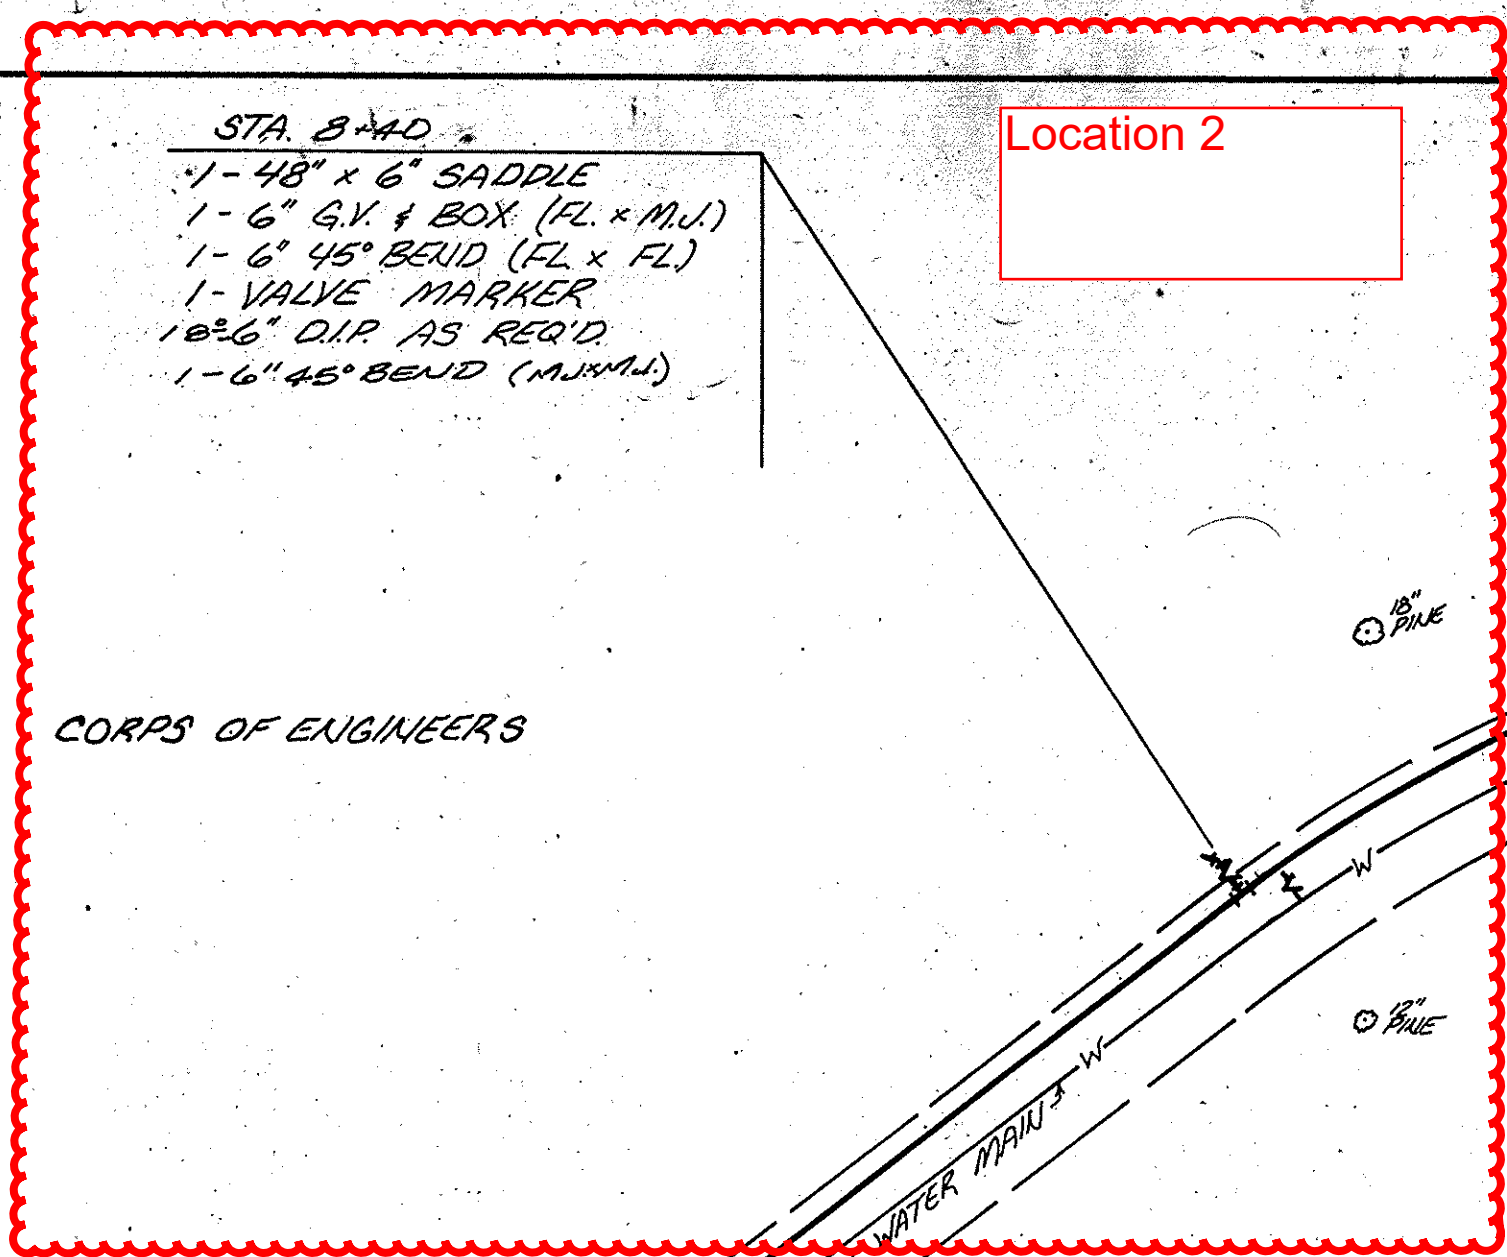 STA. 8+40
1 - 48" x 6" SADDLE
1 - 6" G.V. & BOX (FL. x M.J.)
1 - 6" 45° BEND (FL x FL.)
1 - VALVE MARKER
18'-6" D.I.P. AS REQ'D.
1 - 6" 45° BEND (MJ.xM.J.)
Location 2
18"
PINE
CORPS OF ENGINEERS
W
12"
PINE
W
WATER MAIN